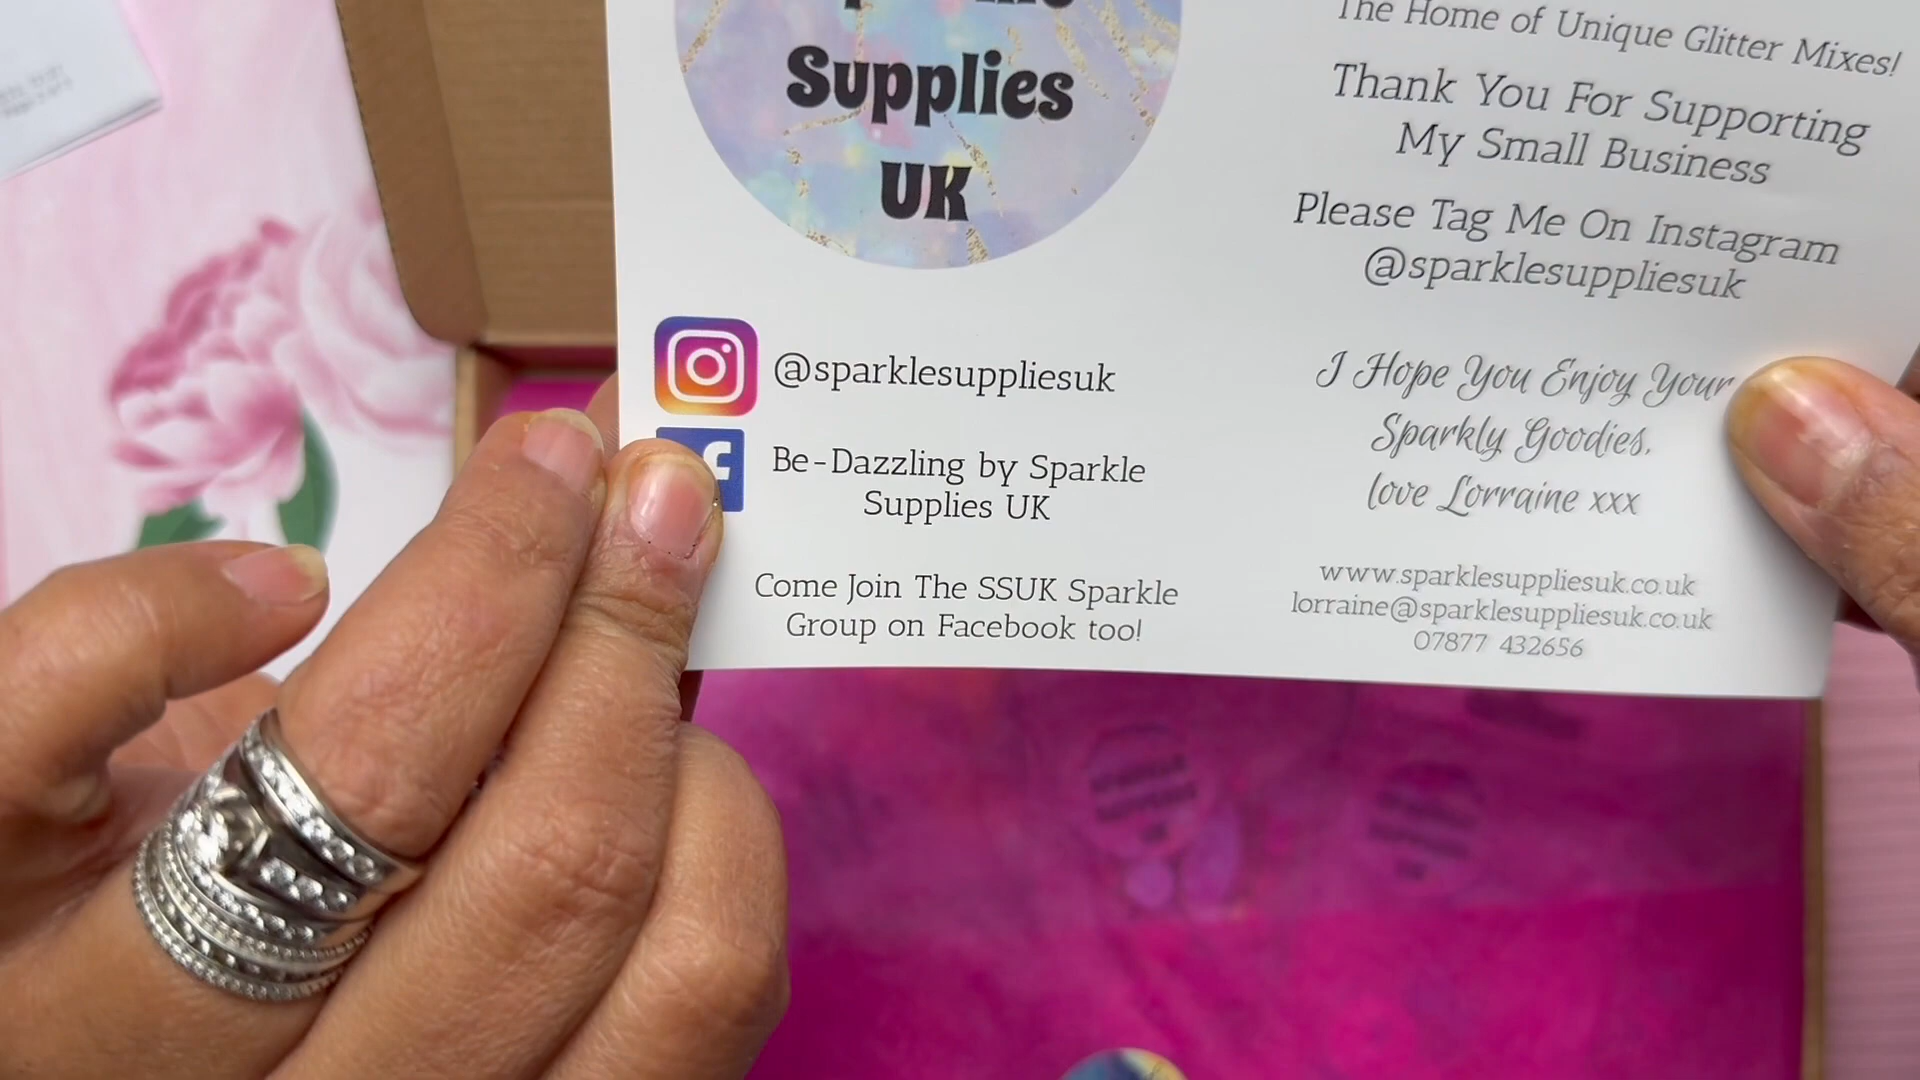 Supplies
UK
@sparklesuppliesuk
Be-Dazzling by Sparkle
Supplies UK
Come Join The SSUK Sparkle
Group on Facebook too!
The Home of Unique Glitter Mixes!
Thank You For Supporting
My Small Business
Please Tag Me On Instagram
@sparklesuppliesuk
I Hope You Enjoy Your
Sparkly Goodies,
love Lorraine xxx
www.sparklesuppliesuk.co.uk
lorraine@sparklesuppliesuk.co.uk
07877 432656